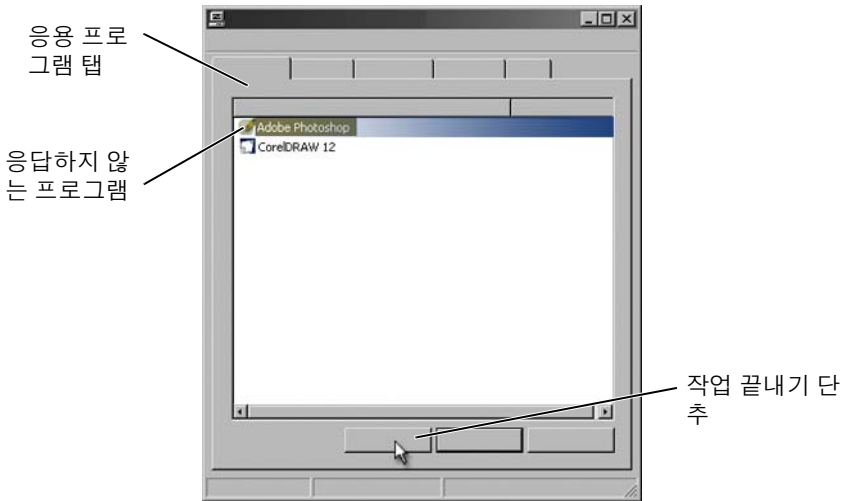 응용 프로
그램 탭
응답하지 않
는 프로그램
Adobe Photoshop
CorelDRAW 12
작업 끝내기 단
추